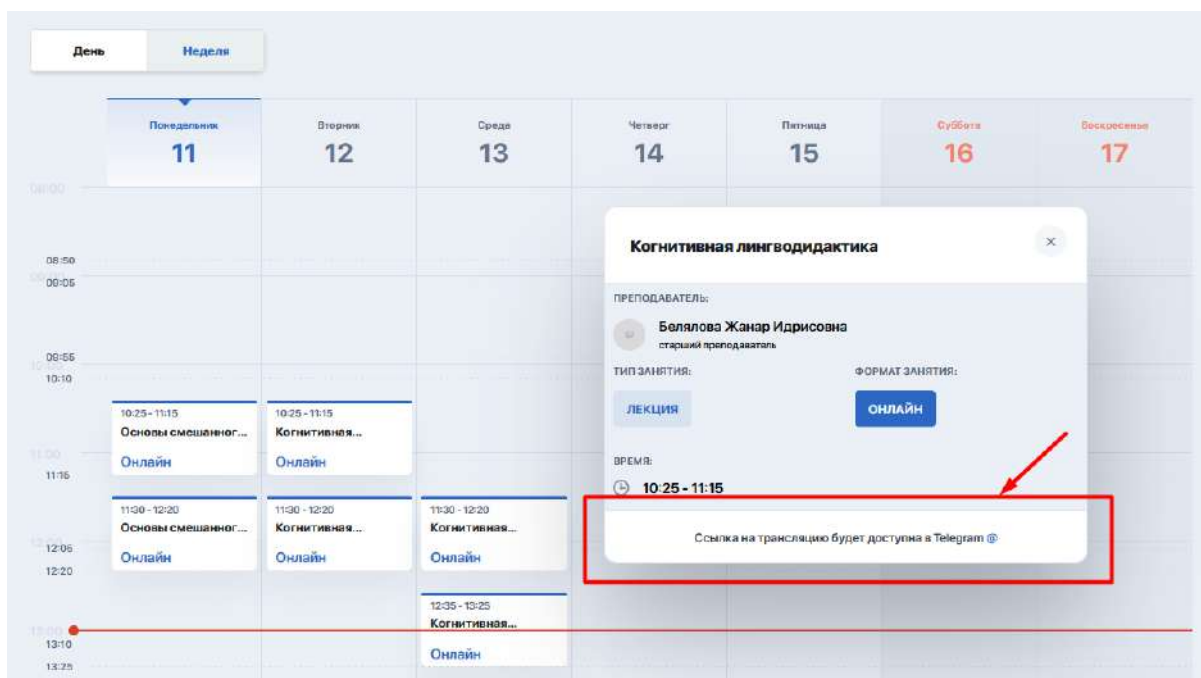 День Неделя
Понедельник Вторник Среда Четверг Пятница Суббота Воскресенье
11 12 13 14 15 16 17
08:00
Когнитивная лингводидактика ×
08:50
09:05
ПРЕПОДАВАТЕЛЬ:
Белялова Жанар Идрисовна
старший преподаватель
09:55
10:10
ТИП ЗАНЯТИЯ: ФОРМАТ ЗАНЯТИЯ:
ЛЕКЦИЯ ОНЛАЙН
10:25 - 11:15 10:25 - 11:15
Основы смешанног... Когнитивная...
Онлайн Онлайн
ВРЕМЯ:
11:15
10:25 - 11:15
11:30 - 12:20 11:30 - 12:20 11:30 - 12:20
Основы смешанног... Когнитивная... Когнитивная...
Онлайн Онлайн Онлайн
Ссылка на трансляцию будет доступна в Telegram @
12:05
12:20
12:35 - 13:25
Когнитивная...
Онлайн
13:10
13:25